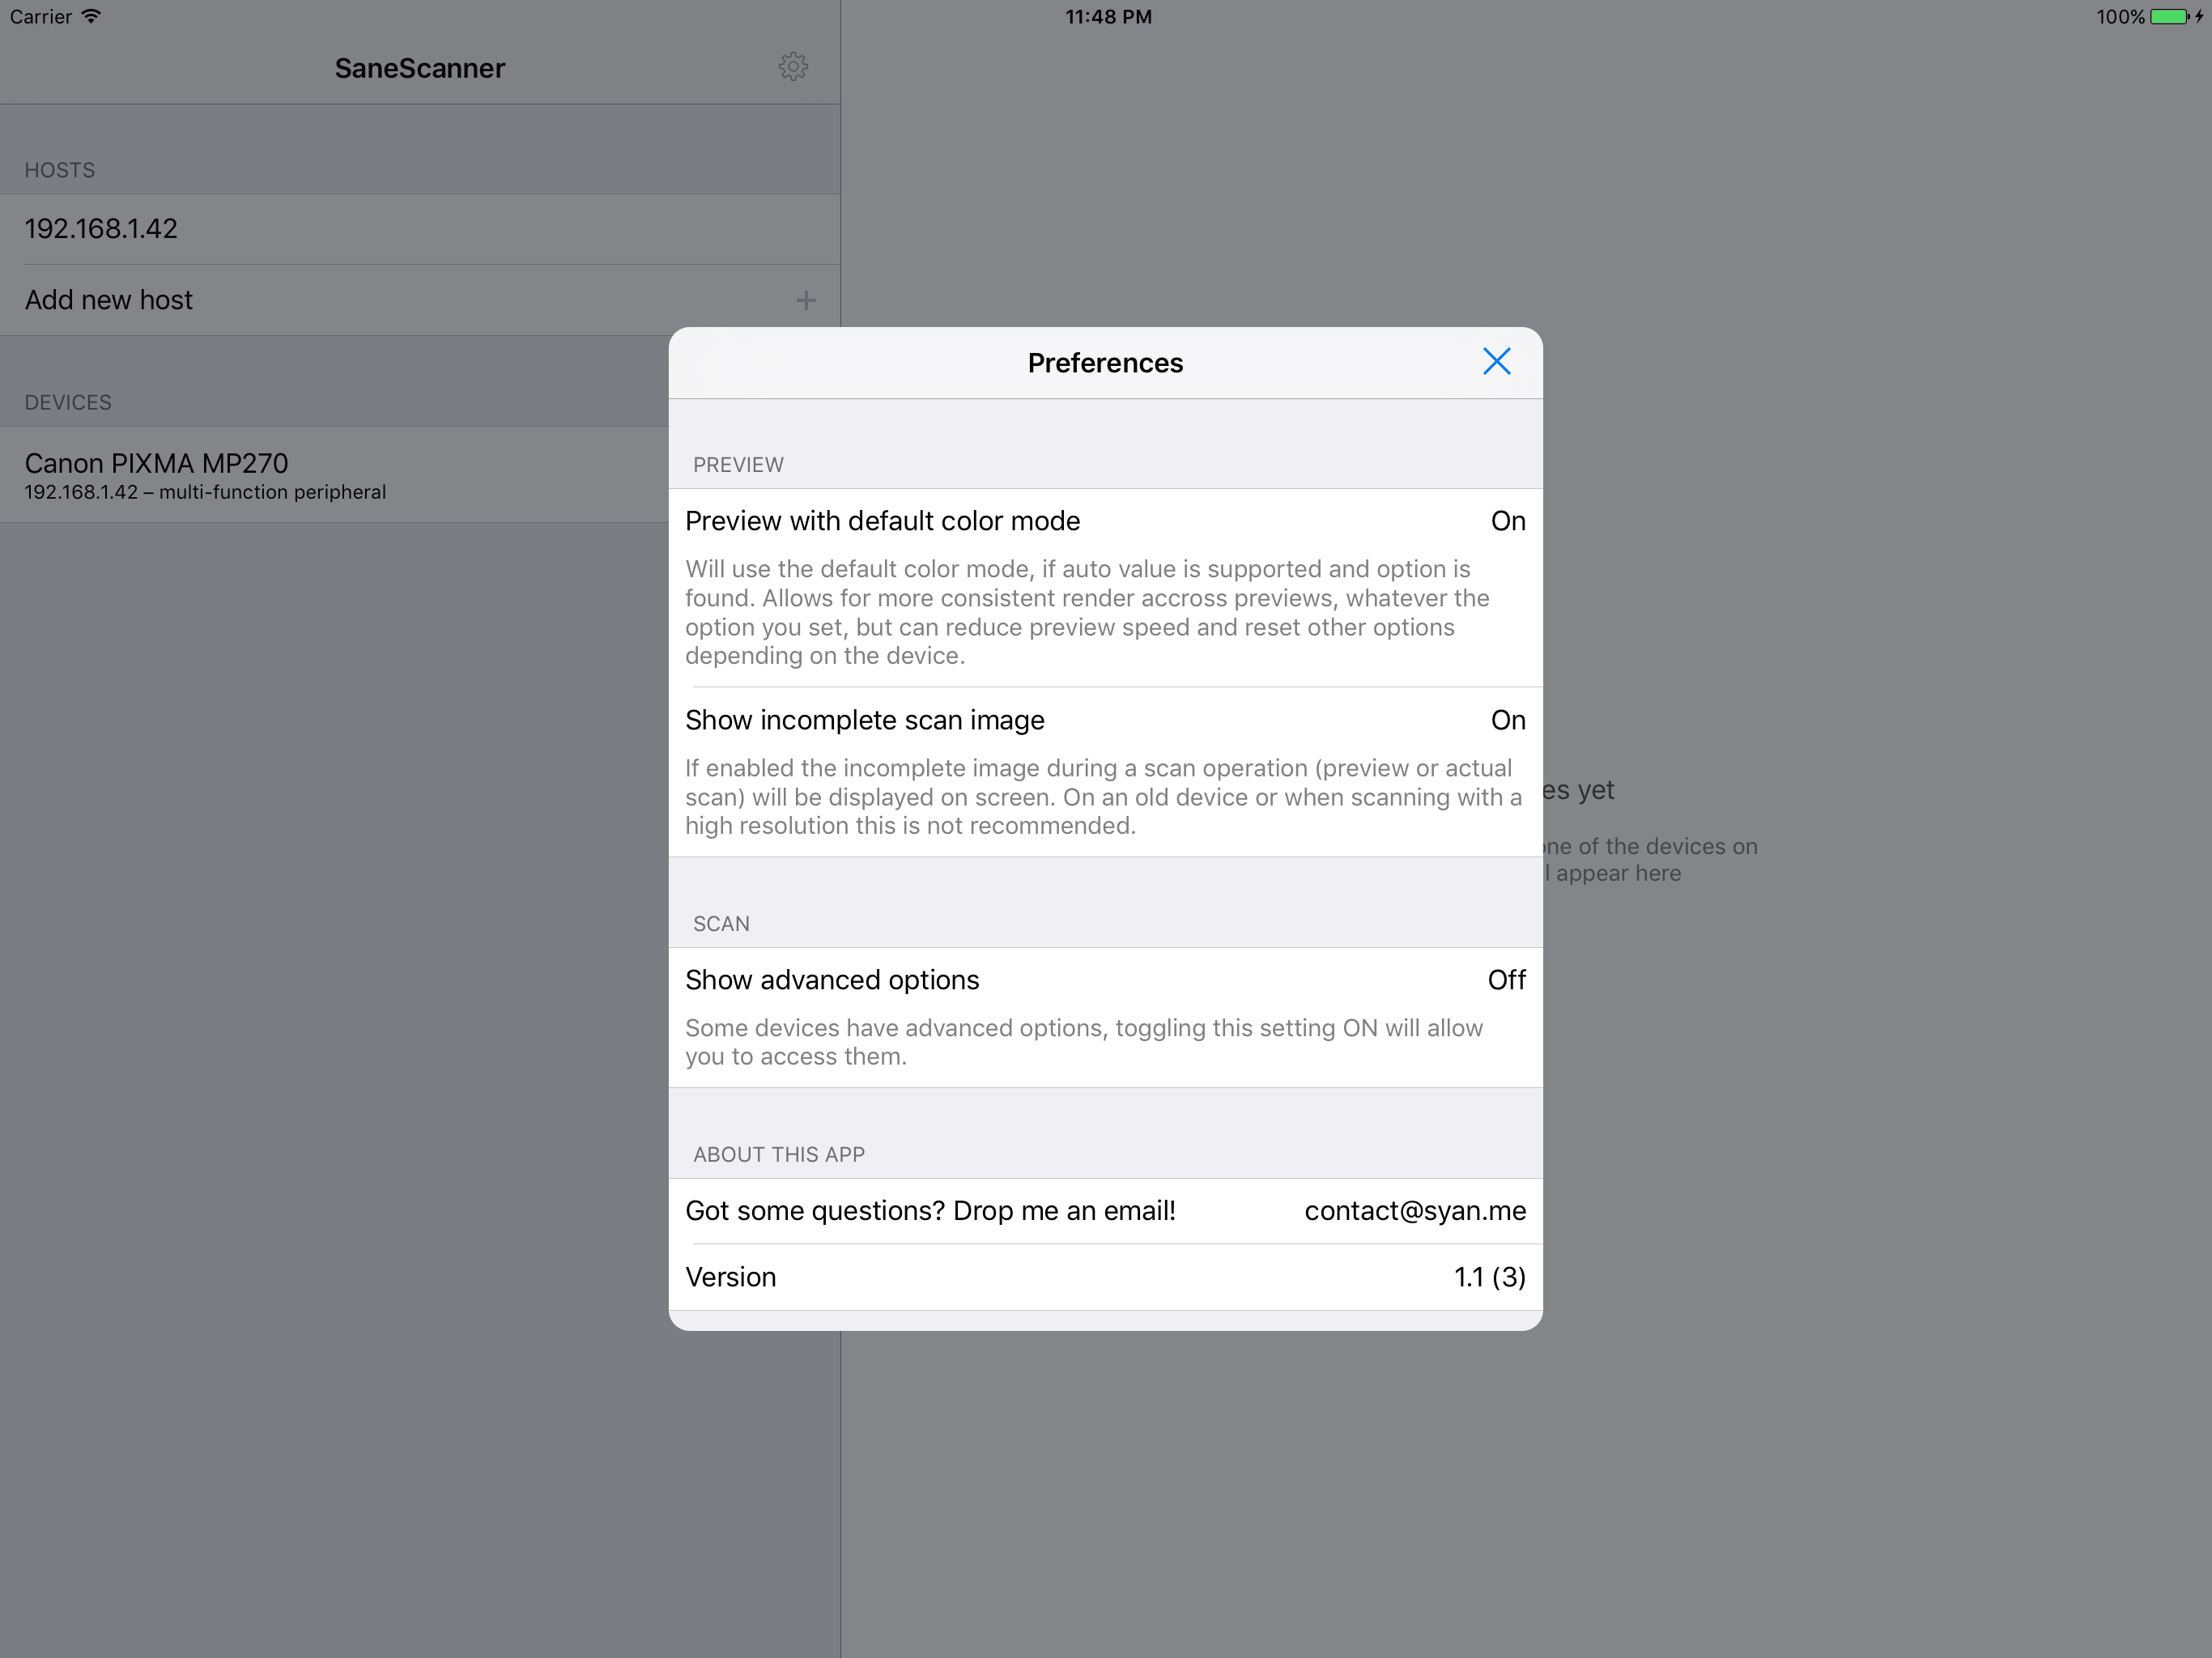 Carrier
11:48 PM
100%
SaneScanner
HOSTS
192.168.1.42
Add new host
DEVICES
Canon PIXMA MP270
192.168.1.42 – multi-function peripheral
Preferences
PREVIEW
Preview with default color mode
On
Will use the default color mode, if auto value is supported and option is
found. Allows for more consistent render accross previews, whatever the
option you set, but can reduce preview speed and reset other options
depending on the device.
Show incomplete scan image
On
If enabled the incomplete image during a scan operation (preview or actual
scan) will be displayed on screen. On an old device or when scanning with a
high resolution this is not recommended.
SCAN
Show advanced options
Off
Some devices have advanced options, toggling this setting ON will allow
you to access them.
ABOUT THIS APP
Got some questions? Drop me an email!
contact@syan.me
Version
1.1 (3)
yet
of the devices on
appear here